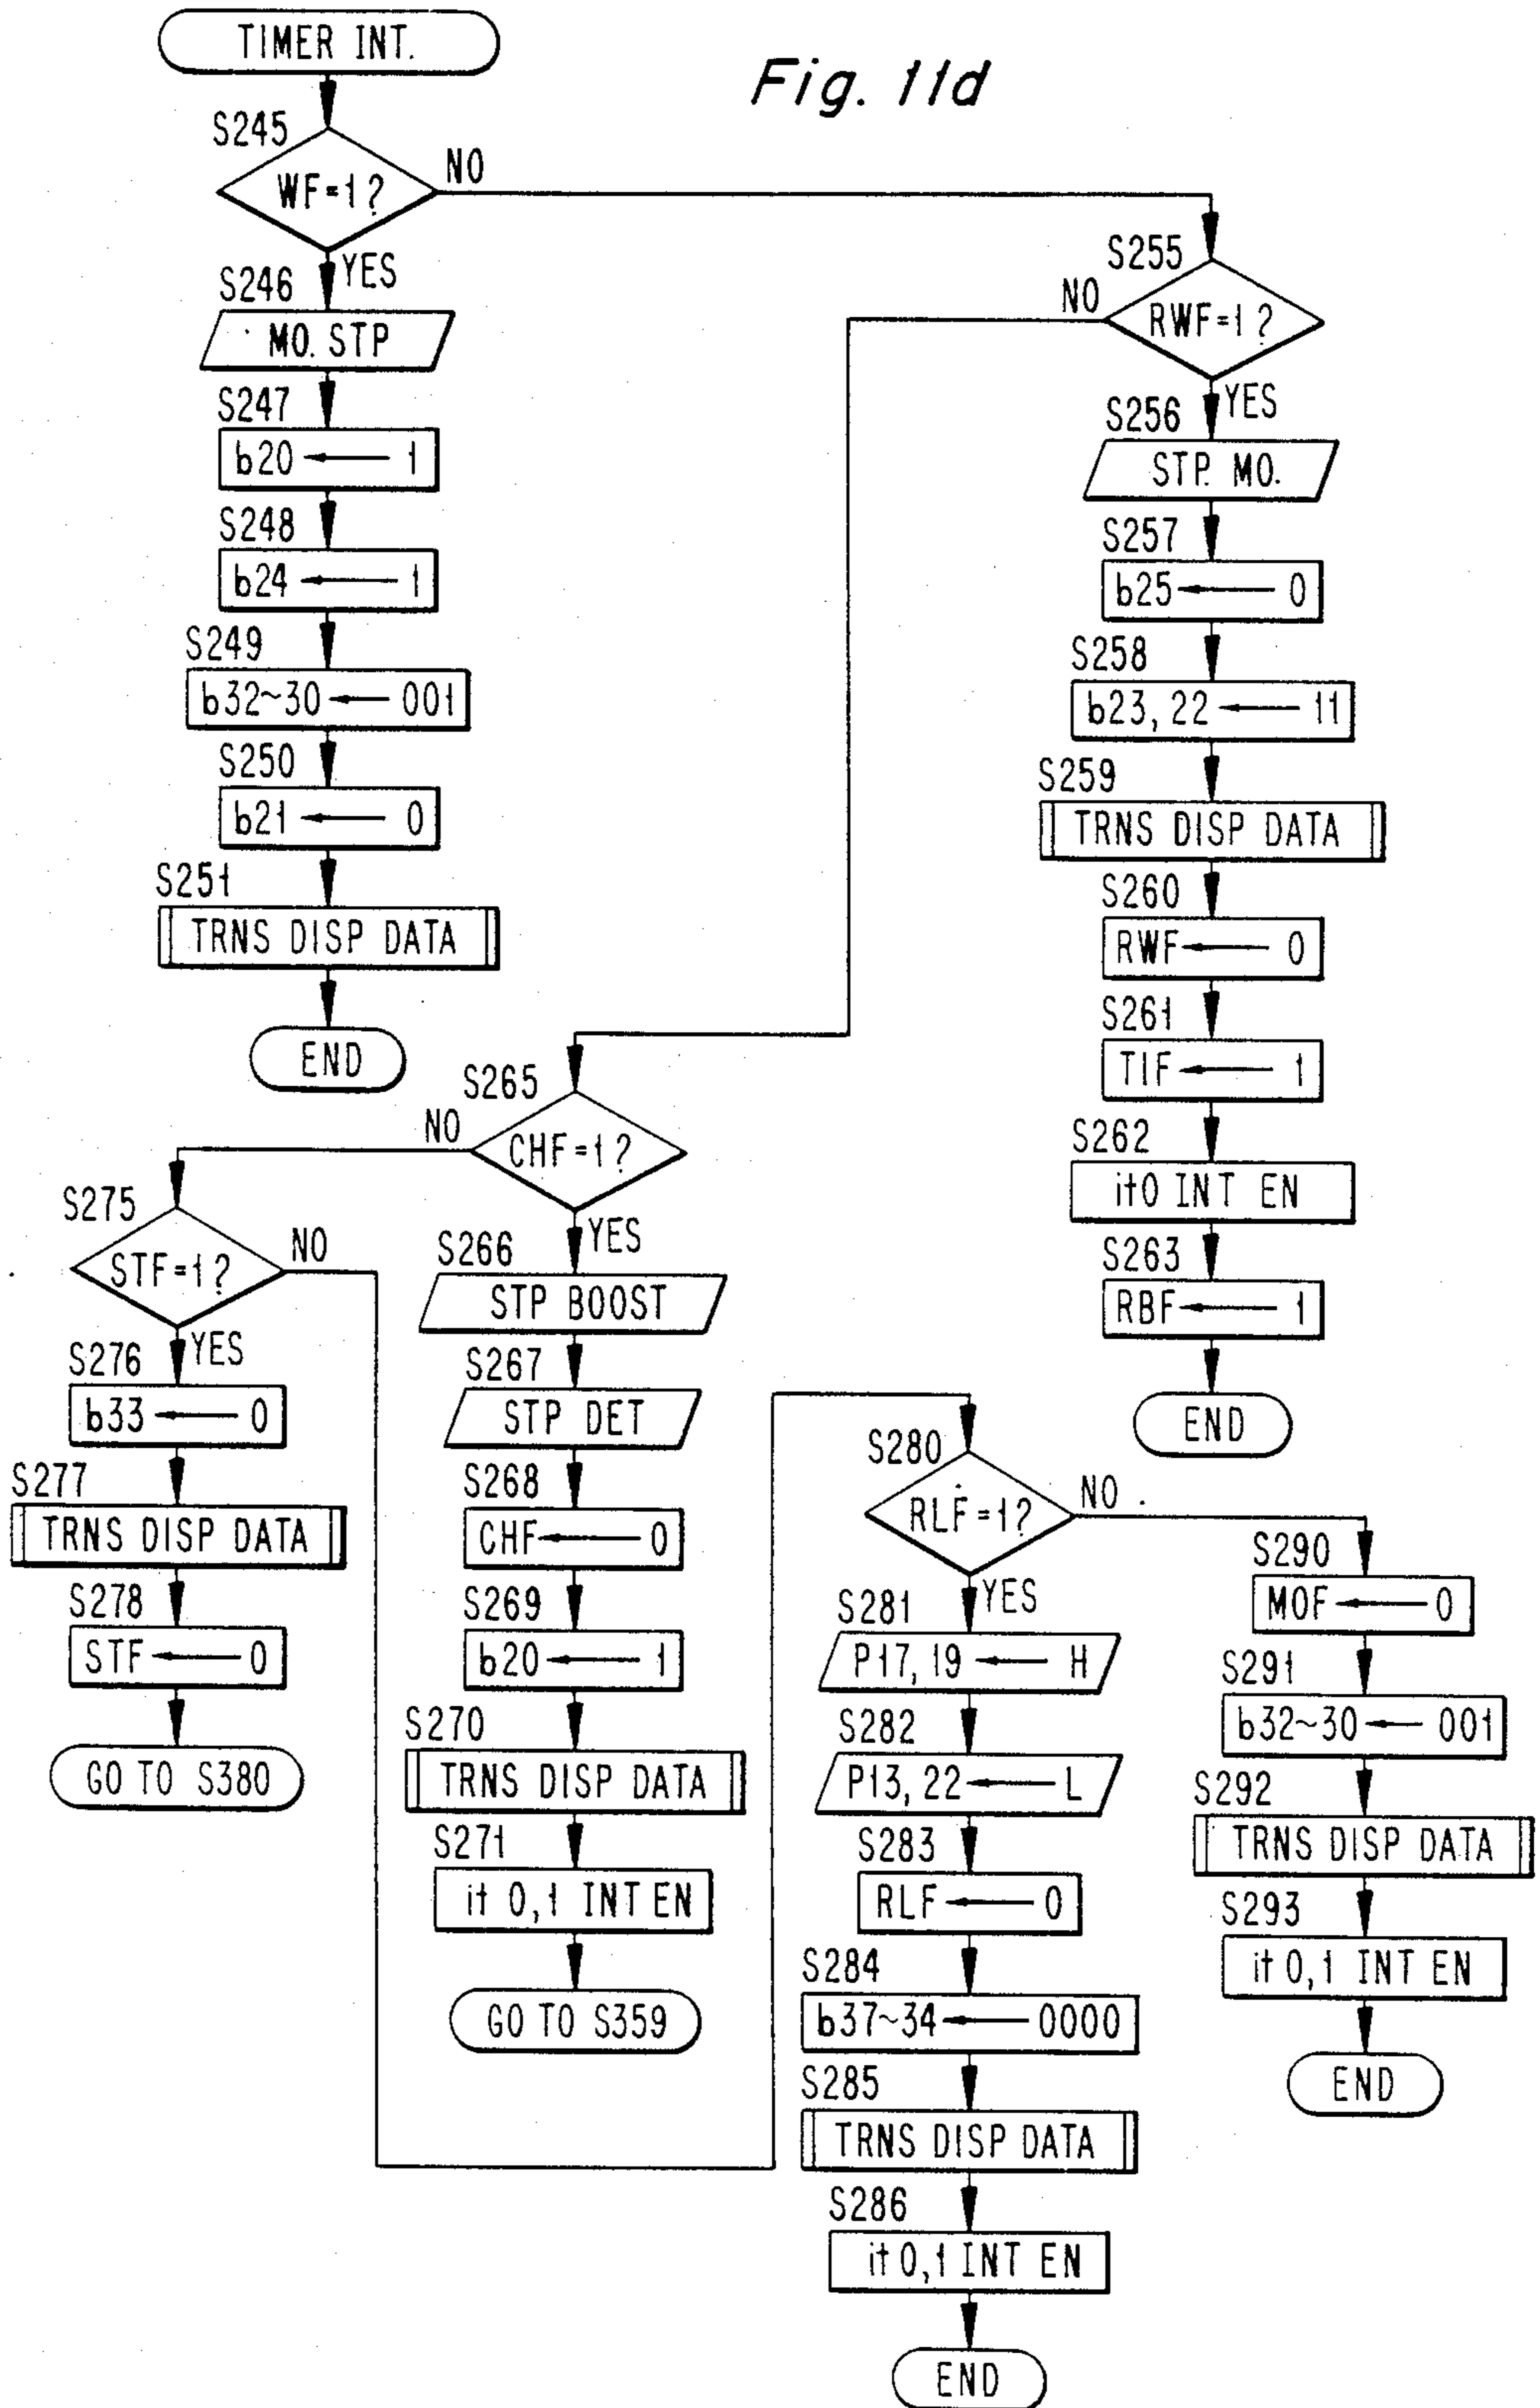 Fig. 11d
TIMER INT.
S245
WF=1?
NO
YES
S246
MO. STP
S247
b20 ← 1
S248
b24 ← 1
S249
b32~30 ← 001
S250
b21 ← 0
S251
TRNS DISP DATA
END
S255
RWF=1?
NO
YES
S256
STP. MO.
S257
b25 ← 0
S258
b23, 22 ← 11
S259
TRNS DISP DATA
S260
RWF ← 0
S261
TIF ← 1
S262
it0 INT EN
S263
RBF ← 1
END
S265
CHF=1?
NO
YES
S266
STP BOOST
S267
STP DET
S268
CHF ← 0
S269
b20 ← 1
S270
TRNS DISP DATA
S271
it 0,1 INT EN
GO TO S359
S275
STF=1?
NO
YES
S276
b33 ← 0
S277
TRNS DISP DATA
S278
STF ← 0
GO TO S380
S280
RLF=1?
NO
YES
S281
P17, 19 ← H
S282
P13, 22 ← L
S283
RLF ← 0
S284
b37~34 ← 0000
S285
TRNS DISP DATA
S286
it 0,1 INT EN
END
S290
MOF ← 0
S291
b32~30 ← 001
S292
TRNS DISP DATA
S293
it 0,1 INT EN
END